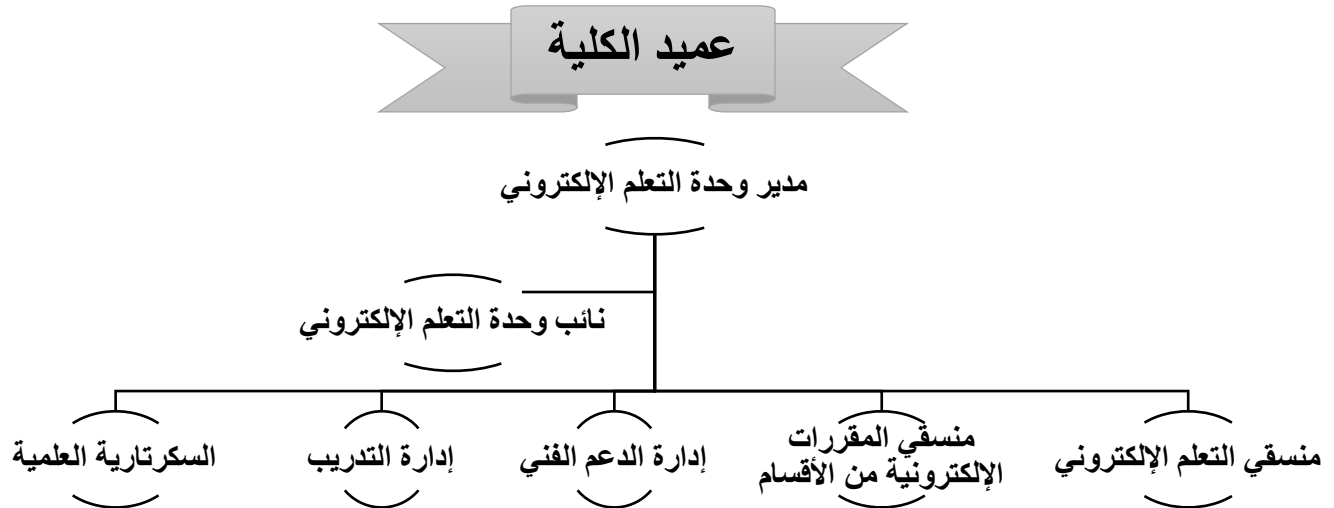 عميد الكلية
مدير وحدة التعلم الإلكتروني
نائب وحدة التعلم الإلكتروني
منسقي التعلم الإلكتروني
منسقي المقررات
الإلكترونية من الأقسام
إدارة الدعم الفني
إدارة التدريب
السكرتارية العلمية